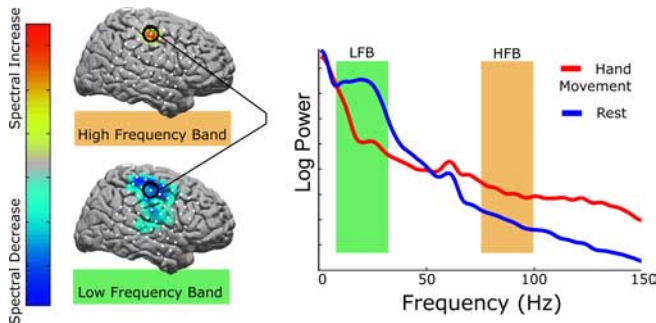 Spectral Increase
Spectral Decrease
High Frequency Band
Low Frequency Band
LFB
HFB
Hand
Movement
Rest
Log Power
0
50
100
150
Frequency (Hz)